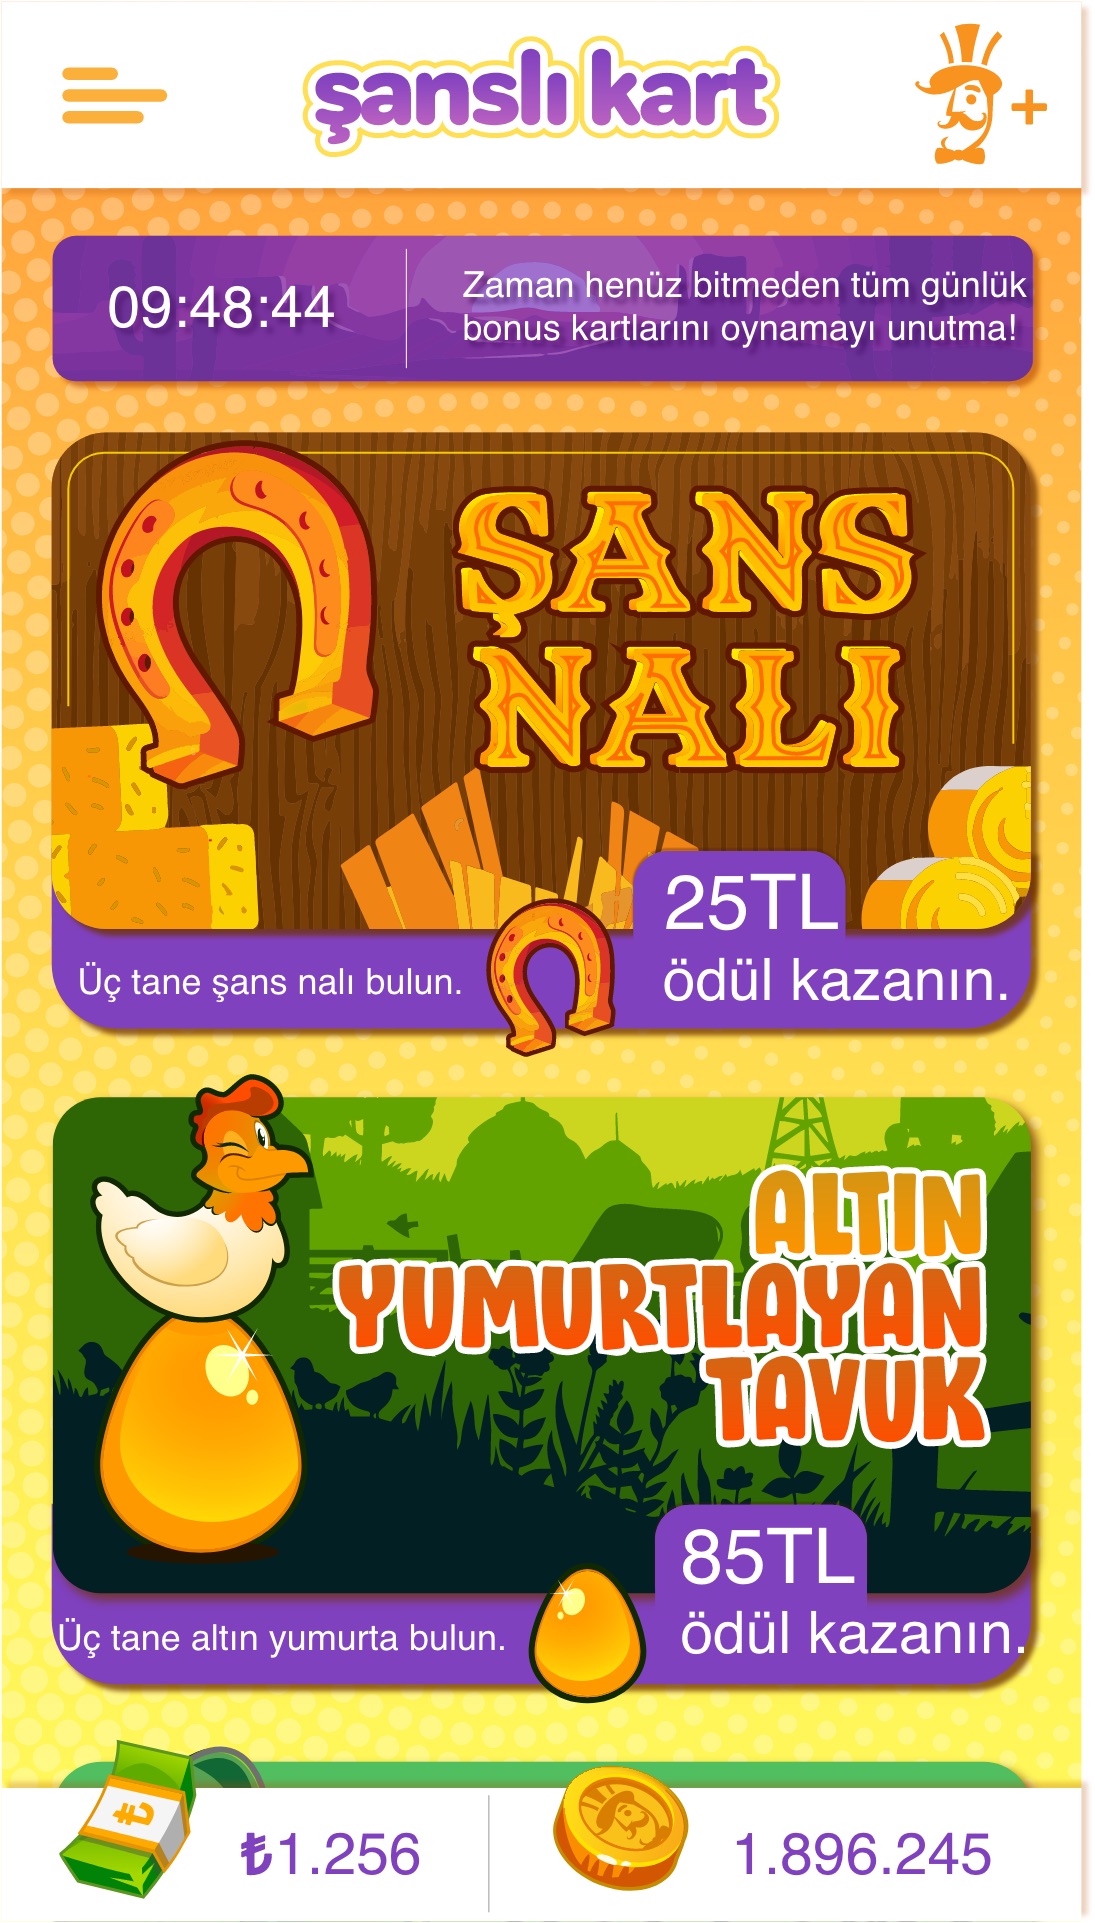 şanslı kart
+
09:48:44
Zaman henüz bitmeden tüm günlük
bonus kartlarını oynamayı unutma!
ŞANS
NALI
25TL
Üç tane şans nalı bulun.
ödül kazanın.
ALTIN
YUMURTLAYAN
TAVUK
85TL
Üç tane altın yumurta bulun.
ödül kazanın.
₺
₺1.256
1.896.245